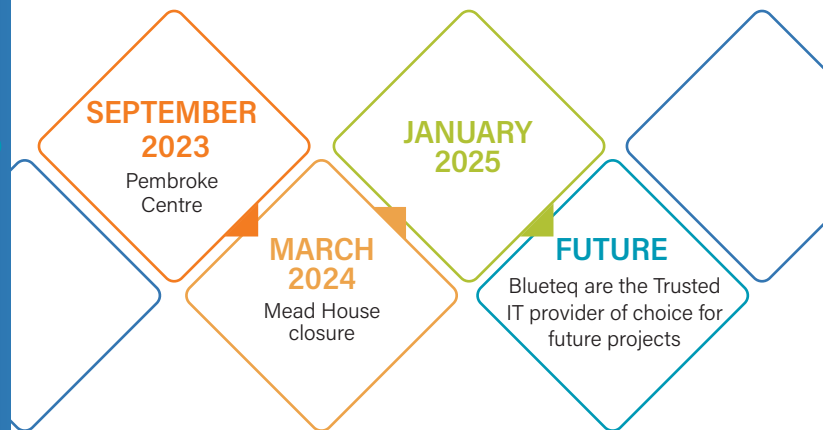 SEPTEMBER
2023
Pembroke
Centre
MARCH
2024
Mead House
closure
JANUARY
2025
FUTURE
Blueteq are the Trusted
IT provider of choice for
future projects